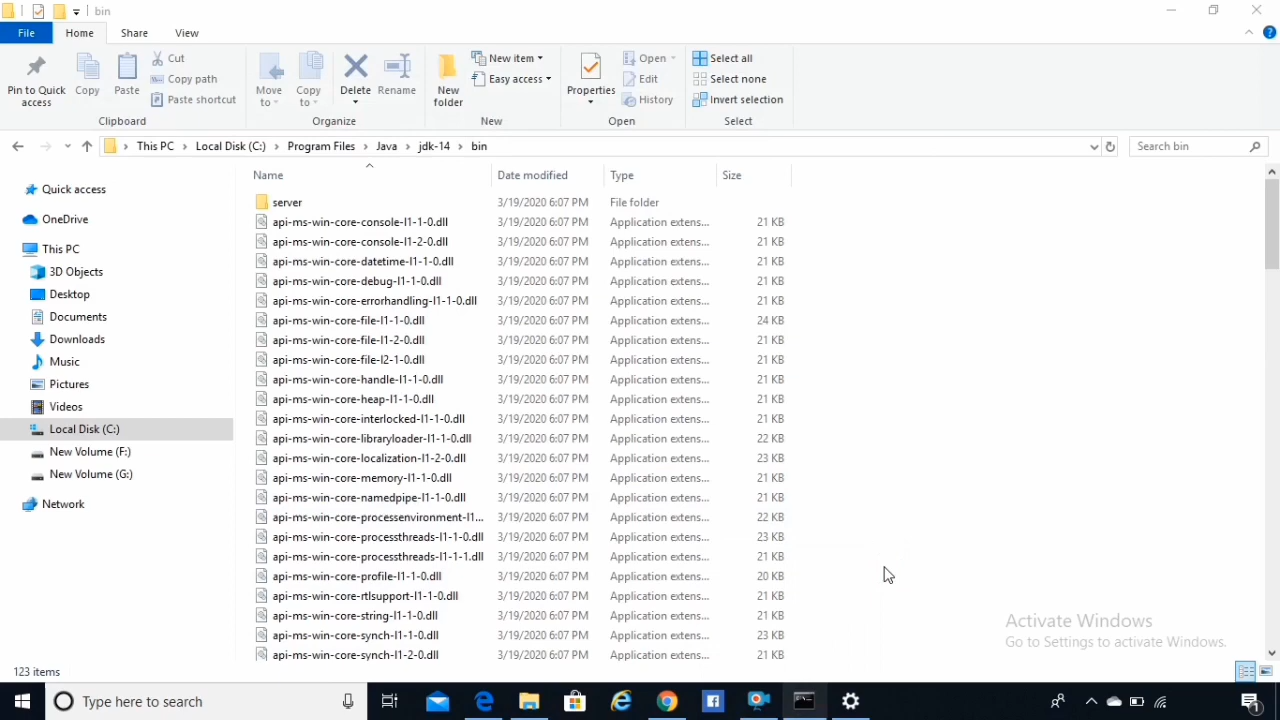 bin
File Home Share View
Pin to Quick access
Copy
Paste
Cut
Copy path
Paste shortcut
Clipboard
Move to
Copy to
Delete
Rename
Organize
New folder
New item
Easy access
New
Properties
Open
Edit
History
Open
Select all
Select none
Invert selection
Select
This PC > Local Disk (C:) > Program Files > Java > jdk-14 > bin
Search bin
Quick access
OneDrive
This PC
3D Objects
Desktop
Documents
Downloads
Music
Pictures
Videos
Local Disk (C:)
New Volume (F:)
New Volume (G:)
Network
Name Date modified Type Size
server 3/19/2020 6:07 PM File folder
api-ms-win-core-console-l1-1-0.dll 3/19/2020 6:07 PM Application extens... 21 KB
api-ms-win-core-console-l1-2-0.dll 3/19/2020 6:07 PM Application extens... 21 KB
api-ms-win-core-datetime-l1-1-0.dll 3/19/2020 6:07 PM Application extens... 21 KB
api-ms-win-core-debug-l1-1-0.dll 3/19/2020 6:07 PM Application extens... 21 KB
api-ms-win-core-errorhandling-l1-1-0.dll 3/19/2020 6:07 PM Application extens... 21 KB
api-ms-win-core-file-l1-1-0.dll 3/19/2020 6:07 PM Application extens... 24 KB
api-ms-win-core-file-l1-2-0.dll 3/19/2020 6:07 PM Application extens... 21 KB
api-ms-win-core-file-l2-1-0.dll 3/19/2020 6:07 PM Application extens... 21 KB
api-ms-win-core-handle-l1-1-0.dll 3/19/2020 6:07 PM Application extens... 21 KB
api-ms-win-core-heap-l1-1-0.dll 3/19/2020 6:07 PM Application extens... 21 KB
api-ms-win-core-interlocked-l1-1-0.dll 3/19/2020 6:07 PM Application extens... 21 KB
api-ms-win-core-libraryloader-l1-1-0.dll 3/19/2020 6:07 PM Application extens... 22 KB
api-ms-win-core-localization-l1-2-0.dll 3/19/2020 6:07 PM Application extens... 23 KB
api-ms-win-core-memory-l1-1-0.dll 3/19/2020 6:07 PM Application extens... 21 KB
api-ms-win-core-namedpipe-l1-1-0.dll 3/19/2020 6:07 PM Application extens... 21 KB
api-ms-win-core-processenvironment-l1... 3/19/2020 6:07 PM Application extens... 22 KB
api-ms-win-core-processthreads-l1-1-0.dll 3/19/2020 6:07 PM Application extens... 23 KB
api-ms-win-core-processthreads-l1-1-1.dll 3/19/2020 6:07 PM Application extens... 21 KB
api-ms-win-core-profile-l1-1-0.dll 3/19/2020 6:07 PM Application extens... 20 KB
api-ms-win-core-rtlsupport-l1-1-0.dll 3/19/2020 6:07 PM Application extens... 21 KB
api-ms-win-core-string-l1-1-0.dll 3/19/2020 6:07 PM Application extens... 21 KB
api-ms-win-core-synch-l1-1-0.dll 3/19/2020 6:07 PM Application extens... 23 KB
api-ms-win-core-synch-l1-2-0.dll 3/19/2020 6:07 PM Application extens... 21 KB
Activate Windows
Go to Settings to activate Windows.
123 items
Type here to search
1